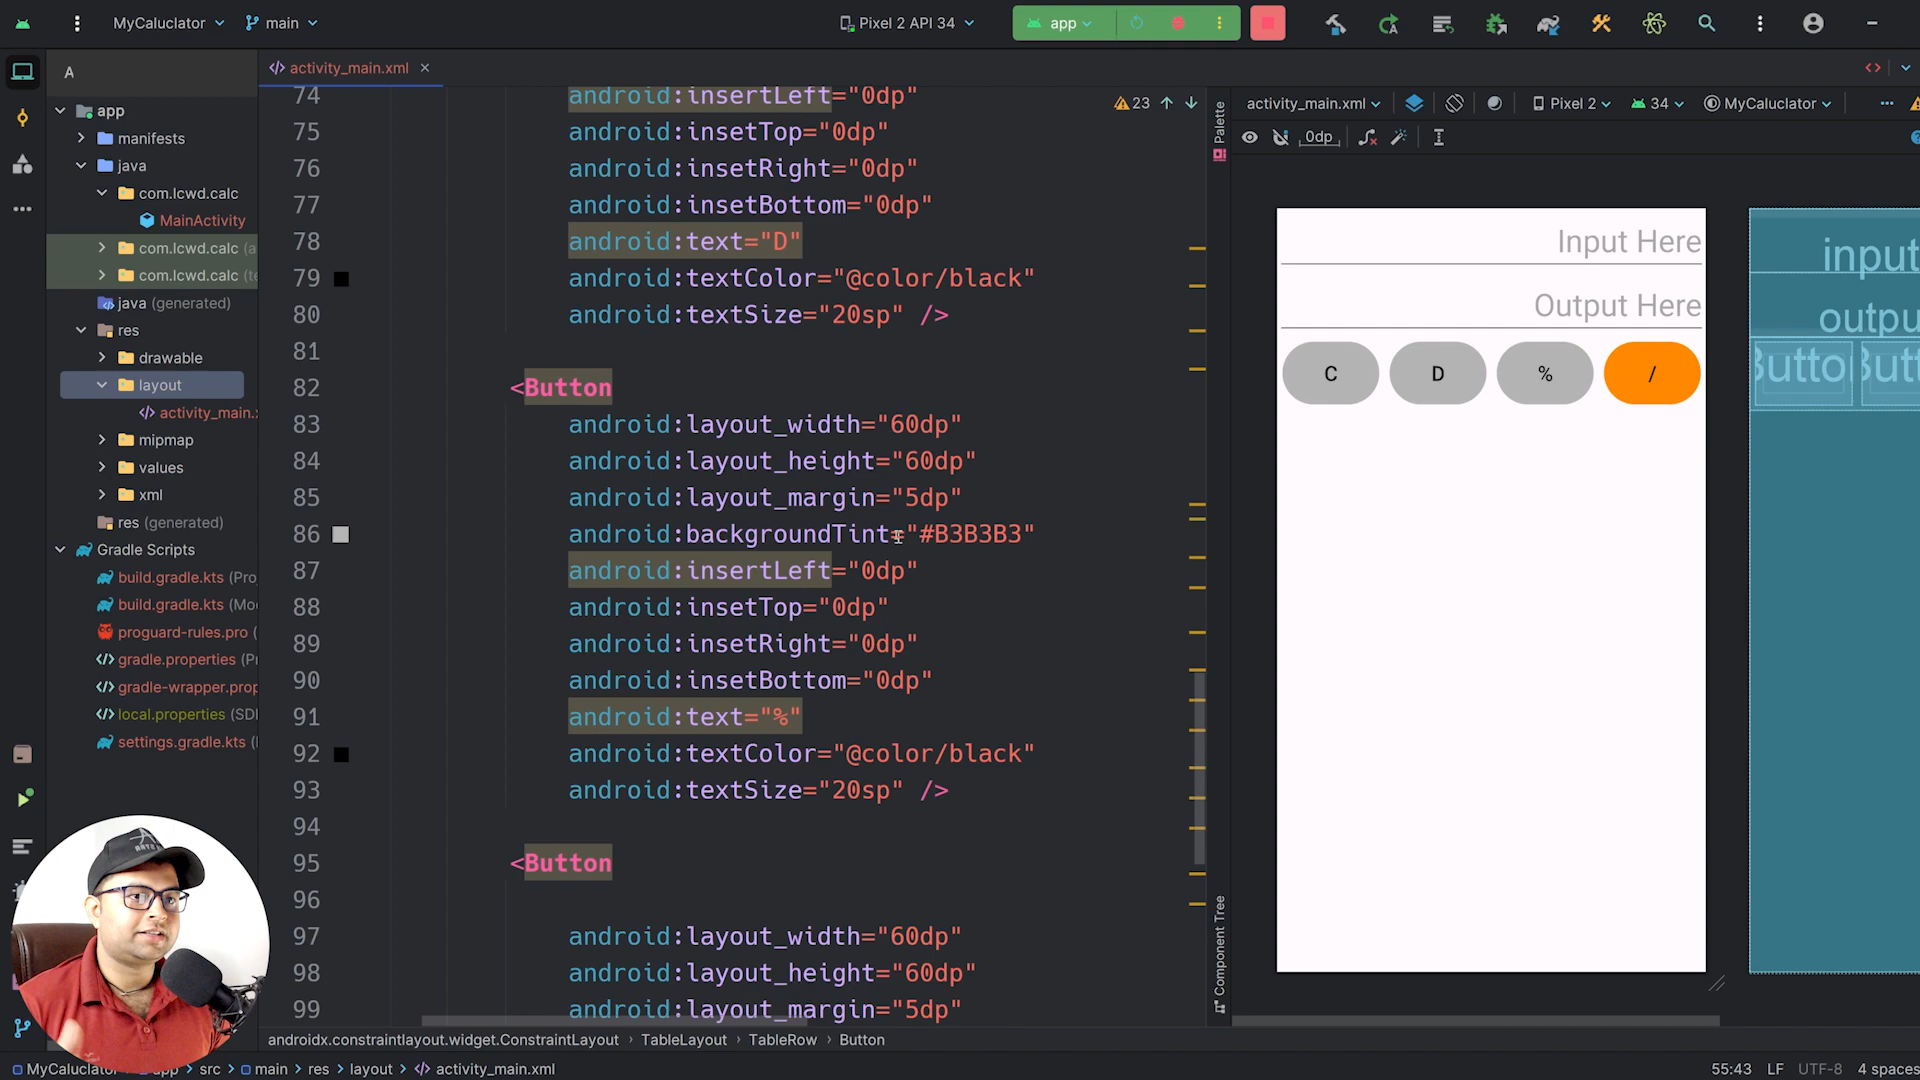 MyCaluclator
main
Pixel 2 API 34
app
A
activity_main.xml
app
manifests
java
com.lcwd.calc
MainActivity
com.lcwd.calc (a
com.lcwd.calc (te
java (generated)
res
drawable
layout
activity_main.
mipmap
values
xml
res (generated)
Gradle Scripts
build.gradle.kts (Pro
build.gradle.kts (Mo
proguard-rules.pro (
gradle.properties (P
gradle-wrapper.prop
local.properties (SD
settings.gradle.kts (
74 android:insertLeft="0dp"
75 android:insetTop="0dp"
76 android:insetRight="0dp"
77 android:insetBottom="0dp"
78 android:text="D"
79 android:textColor="@color/black"
80 android:textSize="20sp" />
81
82 <Button
83 android:layout_width="60dp"
84 android:layout_height="60dp"
85 android:layout_margin="5dp"
86 android:backgroundTint="#B3B3B3"
87 android:insertLeft="0dp"
88 android:insetTop="0dp"
89 android:insetRight="0dp"
90 android:insetBottom="0dp"
91 android:text="%"
92 android:textColor="@color/black"
93 android:textSize="20sp" />
94
95 <Button
96
97 android:layout_width="60dp"
98 android:layout_height="60dp"
99 android:layout_margin="5dp"
23
Palette
Component Tree
activity_main.xml
Pixel 2
34
MyCaluclator
0dp
Input Here
Output Here
C D % /
input
outpu
Butto Butt
androidx.constraintlayout.widget.ConstraintLayout › TableLayout › TableRow › Button
MyCaluclator › app › src › main › res › layout › activity_main.xml
55:43 LF UTF-8 4 spaces